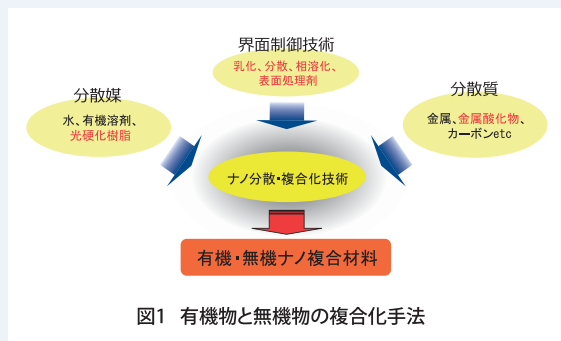 界面制御技術
乳化、分散、相溶化、
表面処理剤
分散媒
水、有機溶剤、
光硬化樹脂
分散質
金属、金属酸化物、
カーボンetc
ナノ分散・複合化技術
有機・無機ナノ複合材料
図1 有機物と無機物の複合化手法